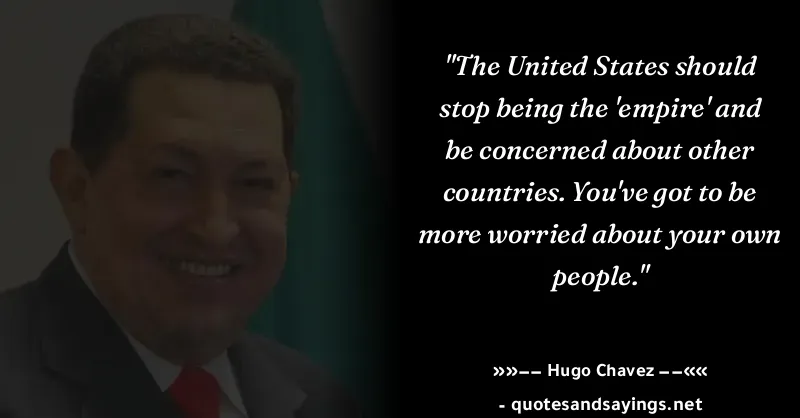 "The United States should
stop being the 'empire' and
be concerned about other
countries. You've got to be
more worried about your own
people."
»»−− Hugo Chavez −−««
- quotesandsayings.net